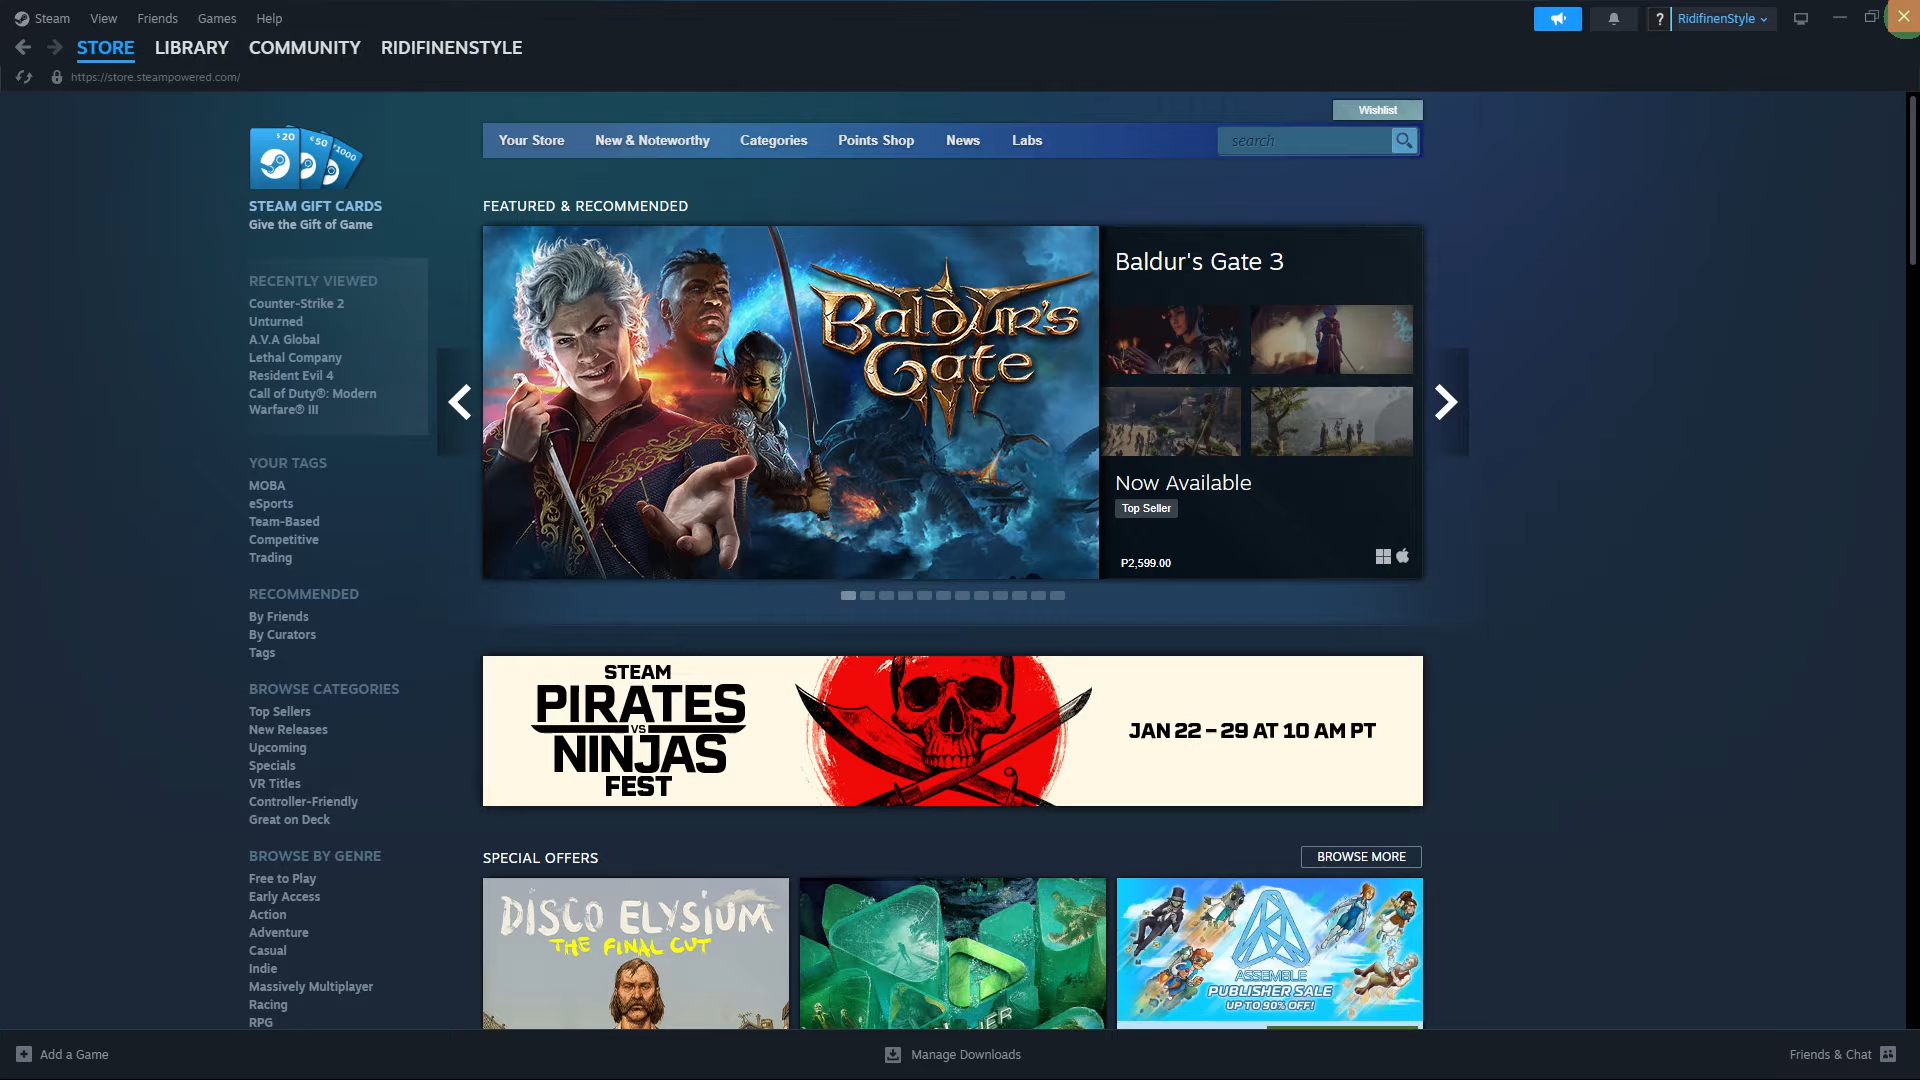 Steam View Friends Games Help
? RidifinenStyle
STORE LIBRARY COMMUNITY RIDIFINENSTYLE
https://store.steampowered.com/
Wishlist
$20 €50 ¥1000
Your Store New & Noteworthy Categories Points Shop News Labs search
STEAM GIFT CARDS
Give the Gift of Game
FEATURED & RECOMMENDED
RECENTLY VIEWED
Counter-Strike 2
Unturned
A.V.A Global
Lethal Company
Resident Evil 4
Call of Duty®: Modern
Warfare® III
Baldur's
Gate
III
Baldur's Gate 3
Now Available
Top Seller
P2,599.00
YOUR TAGS
MOBA
eSports
Team-Based
Competitive
Trading
RECOMMENDED
By Friends
By Curators
Tags
BROWSE CATEGORIES
Top Sellers
New Releases
Upcoming
Specials
VR Titles
Controller-Friendly
Great on Deck
BROWSE BY GENRE
Free to Play
Early Access
Action
Adventure
Casual
Indie
Massively Multiplayer
Racing
RPG
STEAM
PIRATES
VS
NINJAS
FEST
JAN 22 – 29 AT 10 AM PT
SPECIAL OFFERS
BROWSE MORE
DISCO ELYSIUM
THE FINAL CUT
ASSEMBLE
PUBLISHER SALE
UP TO 90% OFF!
Add a Game
Manage Downloads
Friends & Chat